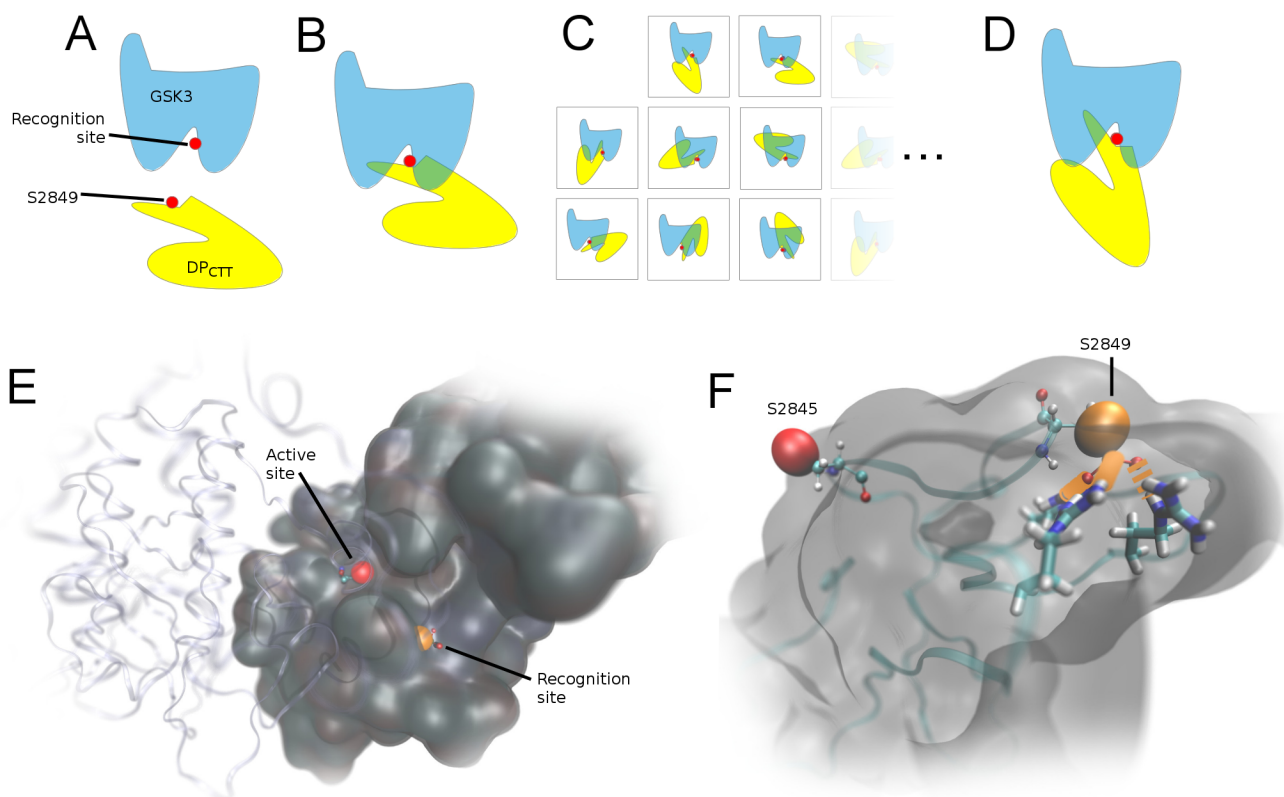 A
B
C
D
GSK3
Recognition
site
S2849
DPCTT
...
E
Active
site
Recognition
site
F
S2849
S2845